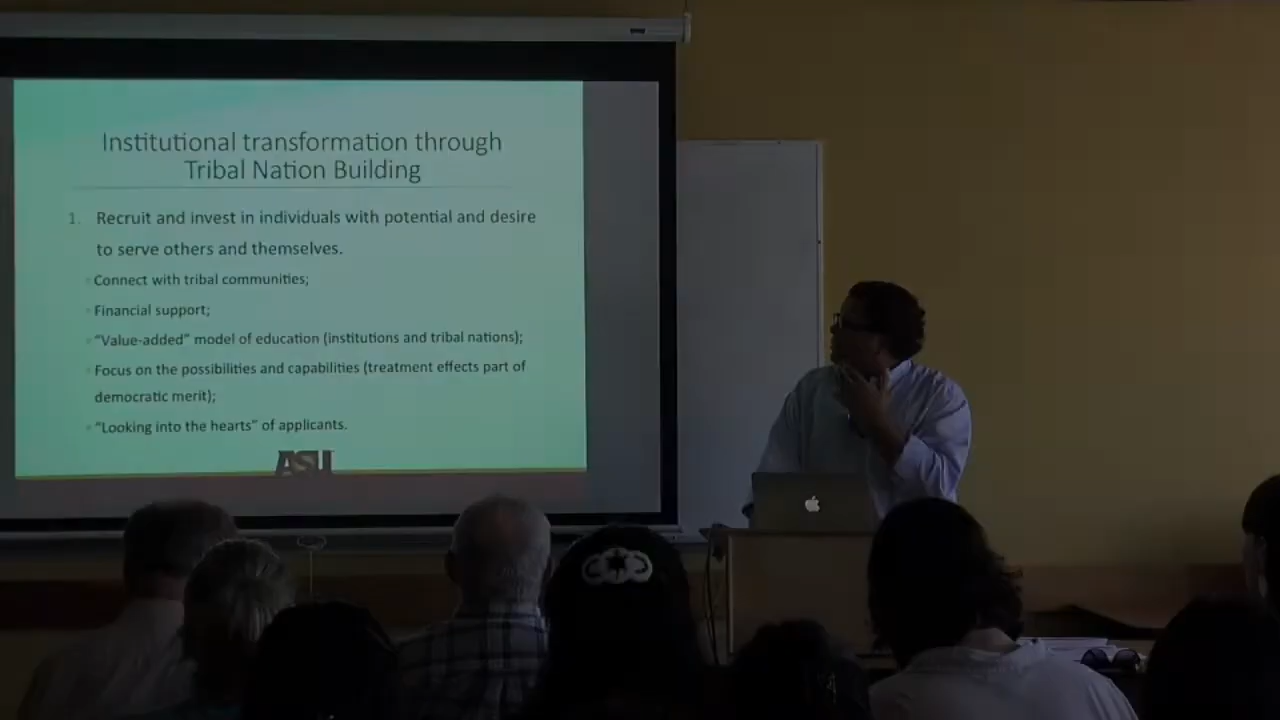 Institutional transformation through
Tribal Nation Building
1. Recruit and invest in individuals with potential and desire
to serve others and themselves.
Connect with tribal communities;
Financial support;
“Value-added” model of education (institutions and tribal nations);
Focus on the possibilities and capabilities (treatment effects part of
democratic merit);
“Looking into the hearts” of applicants.
ASU